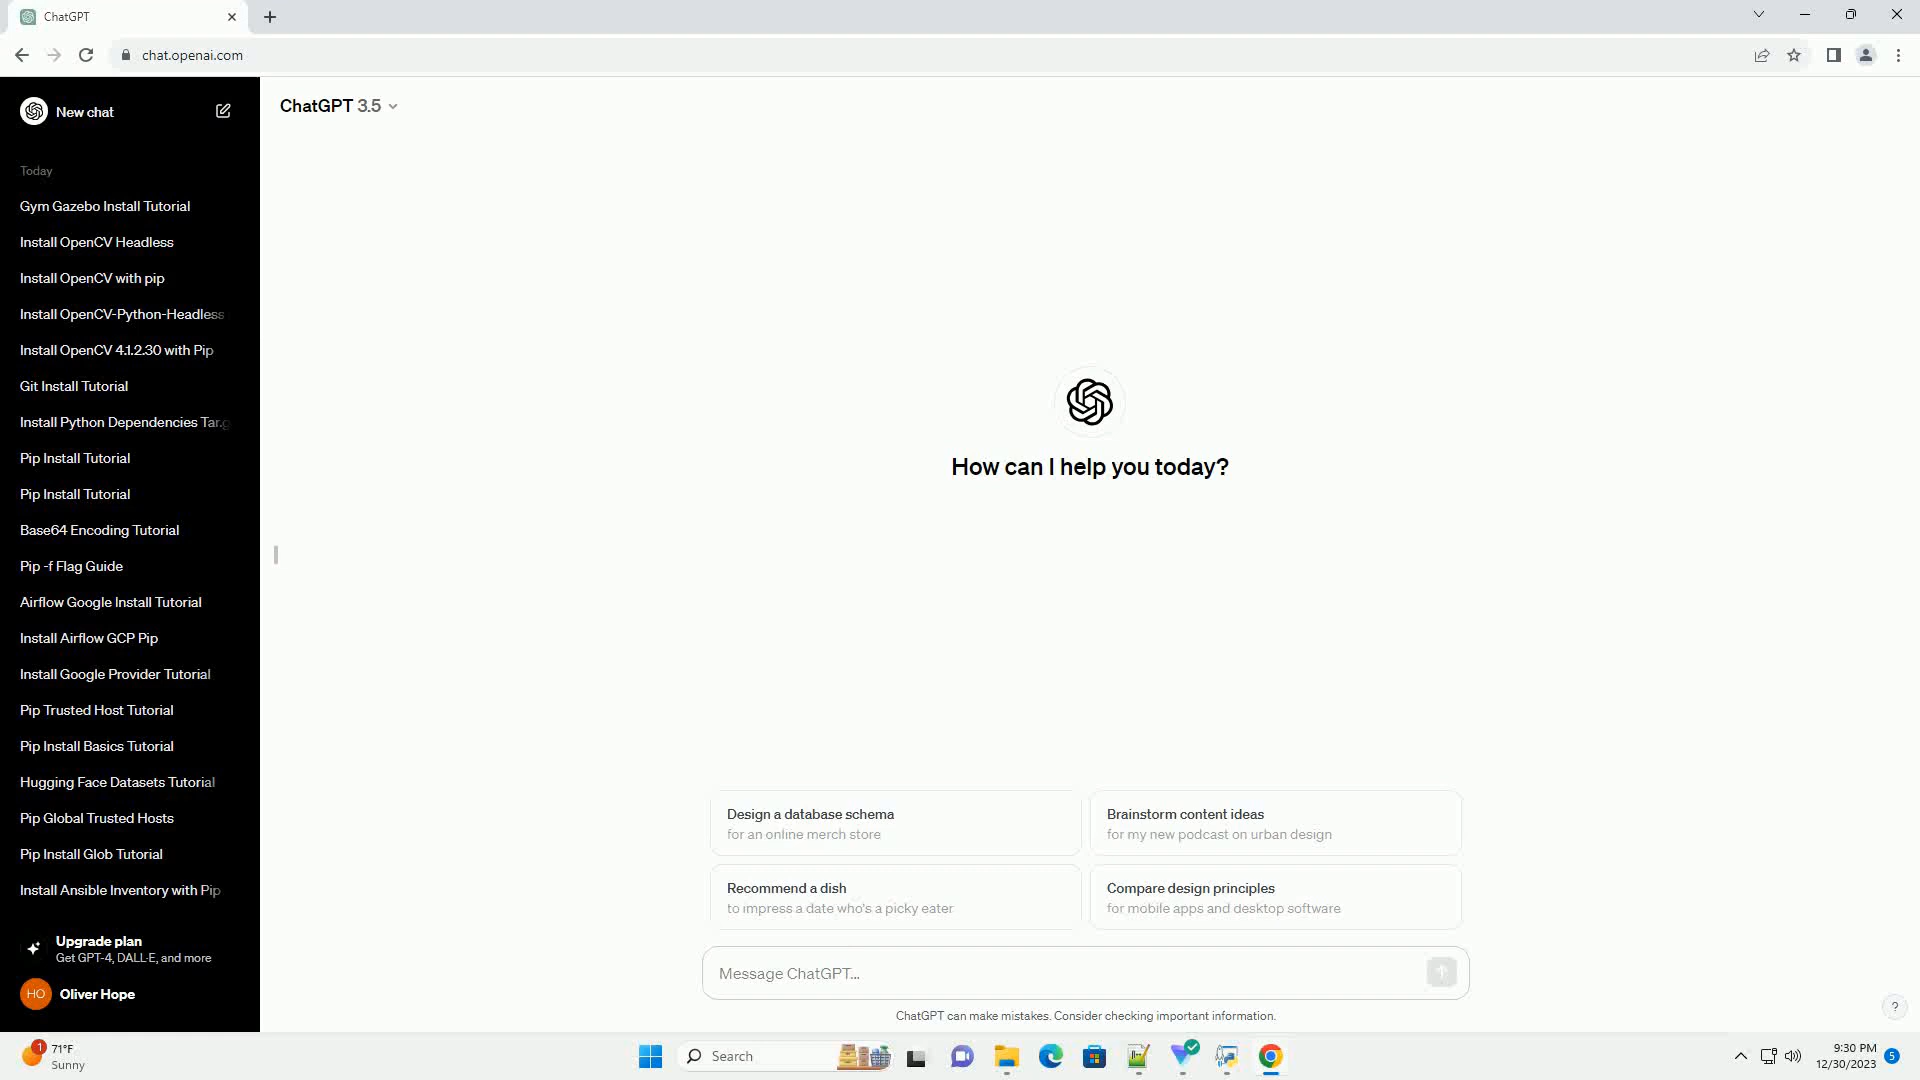 ChatGPT
chat.openai.com
New chat
Today
Gym Gazebo Install Tutorial
Install OpenCV Headless
Install OpenCV with pip
Install OpenCV-Python-Headless
Install OpenCV 4.1.2.30 with Pip
Git Install Tutorial
Install Python Dependencies Tar.g
Pip Install Tutorial
Pip Install Tutorial
Base64 Encoding Tutorial
Pip -f Flag Guide
Airflow Google Install Tutorial
Install Airflow GCP Pip
Install Google Provider Tutorial
Pip Trusted Host Tutorial
Pip Install Basics Tutorial
Hugging Face Datasets Tutorial
Pip Global Trusted Hosts
Pip Install Glob Tutorial
Install Ansible Inventory with Pip
Upgrade plan
Get GPT-4, DALL·E, and more
HO Oliver Hope
ChatGPT 3.5
How can I help you today?
Design a database schema
for an online merch store
Brainstorm content ideas
for my new podcast on urban design
Recommend a dish
to impress a date who's a picky eater
Compare design principles
for mobile apps and desktop software
Message ChatGPT...
ChatGPT can make mistakes. Consider checking important information.
?
1
71°F
Sunny
Search
9:30 PM
12/30/2023
5